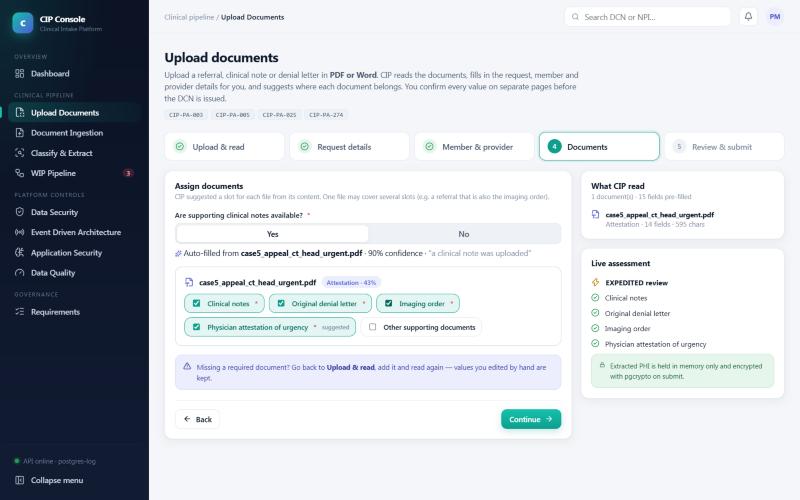 C
CIP Console
Clinical Intake Platform
OVERVIEW
Dashboard
CLINICAL PIPELINE
Upload Documents
Document Ingestion
Classify & Extract
WIP Pipeline 3
PLATFORM CONTROLS
Data Security
Event Driven Architecture
Application Security
Data Quality
GOVERNANCE
Requirements
API online · postgres-log
Collapse menu
Clinical pipeline / Upload Documents
Search DCN or NPI...
PM
Upload documents
Upload a referral, clinical note or denial letter in PDF or Word. CIP reads the documents, fills in the request, member and
provider details for you, and suggests where each document belongs. You confirm every value on separate pages before
the DCN is issued.
CIP-PA-003 CIP-PA-005 CIP-PA-025 CIP-PA-274
Upload & read
Request details
Member & provider
4 Documents
5 Review & submit
Assign documents
CIP suggested a slot for each file from its content. One file may cover several slots (e.g. a referral that is also the imaging order).
Are supporting clinical notes available? *
Yes No
Auto-filled from case5_appeal_ct_head_urgent.pdf · 90% confidence · "a clinical note was uploaded"
case5_appeal_ct_head_urgent.pdf Attestation · 43%
Clinical notes * Original denial letter * Imaging order *
Physician attestation of urgency * suggested Other supporting documents
Missing a required document? Go back to Upload & read, add it and read again — values you edited by hand are
kept.
Back
Continue
What CIP read
1 document(s) · 15 fields pre-filled
case5_appeal_ct_head_urgent.pdf
Attestation · 14 fields · 595 chars
Live assessment
EXPEDITED review
Clinical notes
Original denial letter
Imaging order
Physician attestation of urgency
Extracted PHI is held in memory only and encrypted
with pgcrypto on submit.